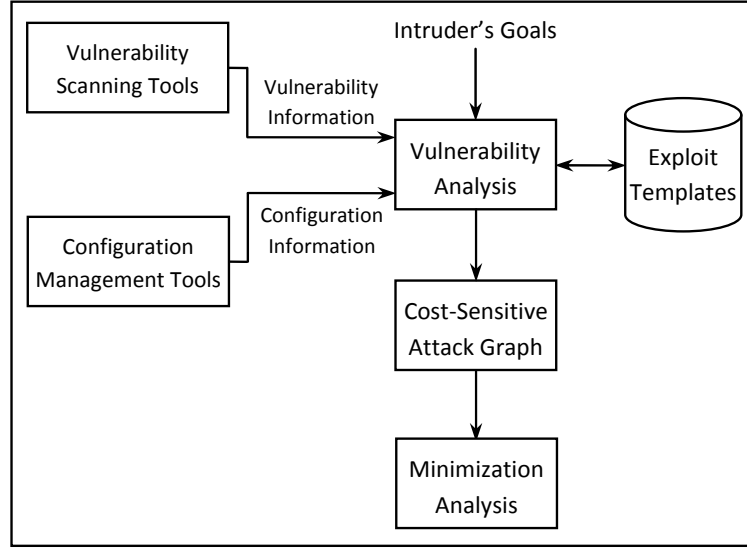 Intruder's Goals
Vulnerability
Scanning Tools
Vulnerability
Information
Vulnerability
Analysis
Exploit
Templates
Configuration
Information
Configuration
Management Tools
Cost-Sensitive
Attack Graph
Minimization
Analysis